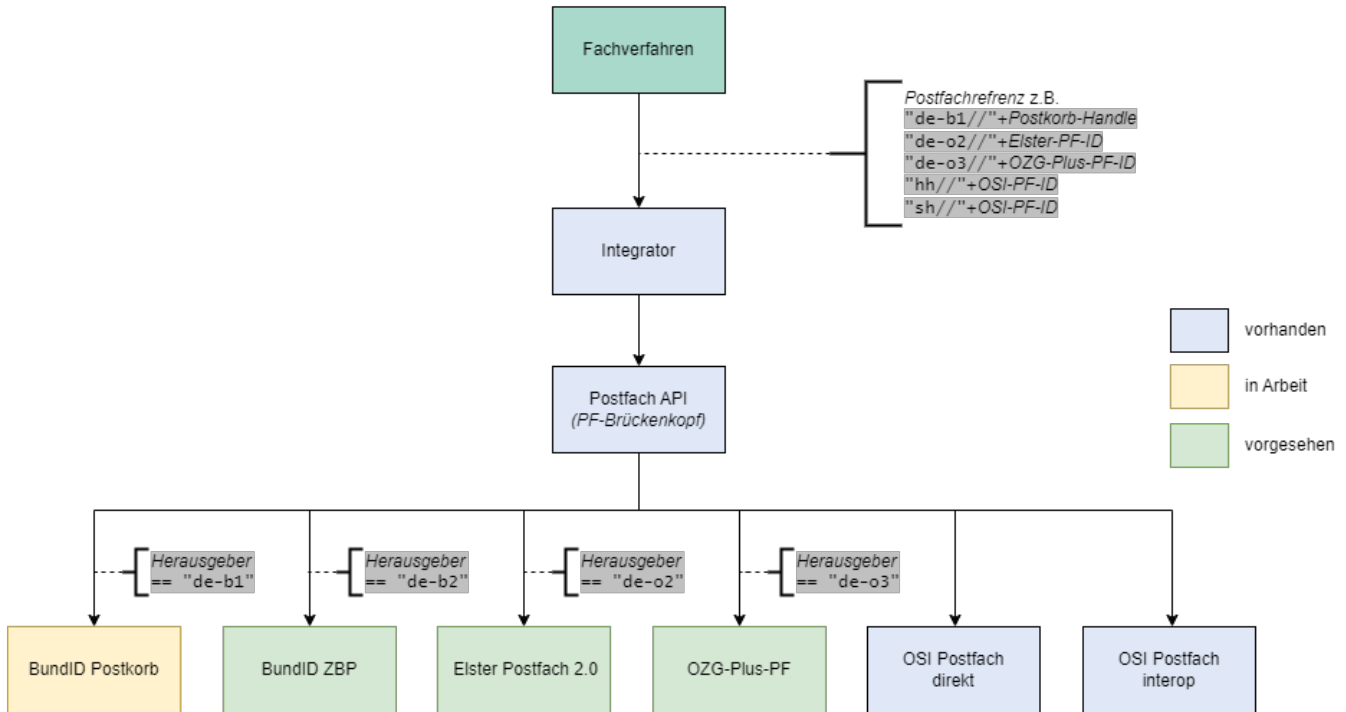 Fachverfahren
Postfachrefrenz z.B.
"de-b1//"+Postkorb-Handle
"de-o2//"+Elster-PF-ID
"de-o3//"+OZG-Plus-PF-ID
"hh//"+OSI-PF-ID
"sh//"+OSI-PF-ID
Integrator
vorhanden
in Arbeit
vorgesehen
Postfach API
(PF-Brückenkopf)
Herausgeber
== "de-b1"
Herausgeber
== "de-b2"
Herausgeber
== "de-o2"
Herausgeber
== "de-o3"
BundID Postkorb
BundID ZBP
Elster Postfach 2.0
OZG-Plus-PF
OSI Postfach
direkt
OSI Postfach
interop